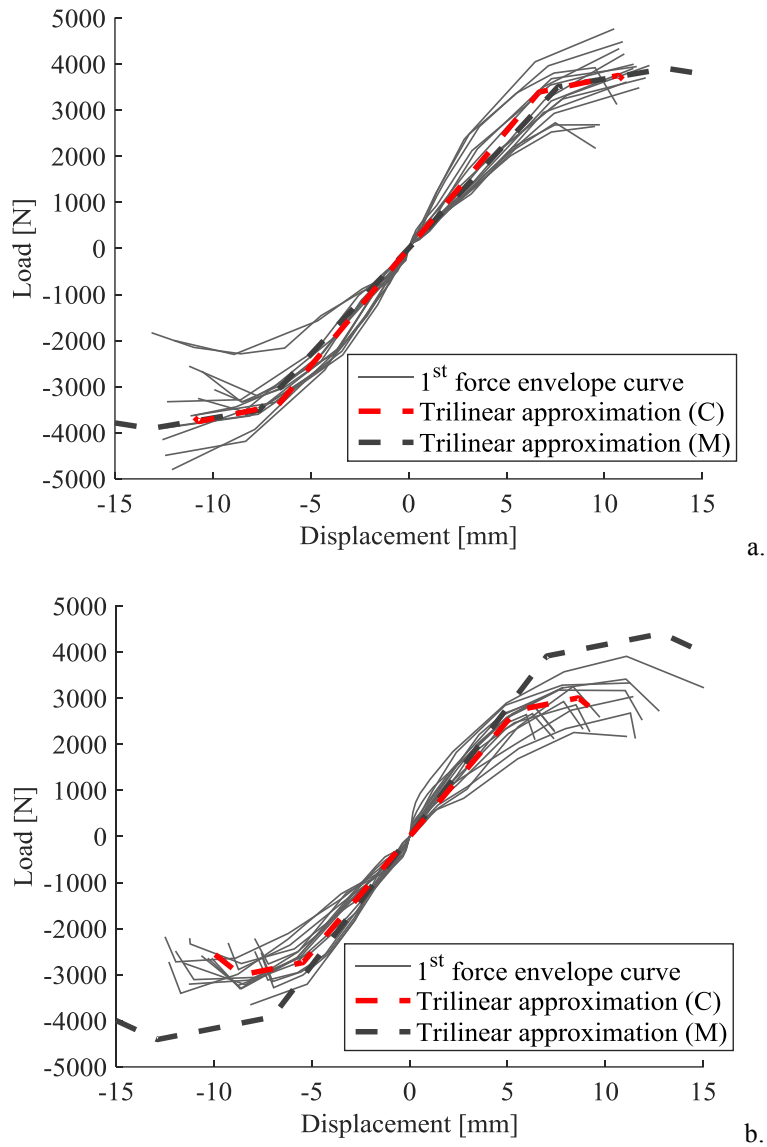 5000
4000
3000
2000
1000
0
-1000
-2000
-3000
-4000
-5000
Load [N]
1st force envelope curve
Trilinear approximation (C)
Trilinear approximation (M)
-15 -10 -5 0 5 10 15
Displacement [mm]
a.
5000
4000
3000
2000
1000
0
-1000
-2000
-3000
-4000
-5000
Load [N]
1st force envelope curve
Trilinear approximation (C)
Trilinear approximation (M)
-15 -10 -5 0 5 10 15
Displacement [mm]
b.